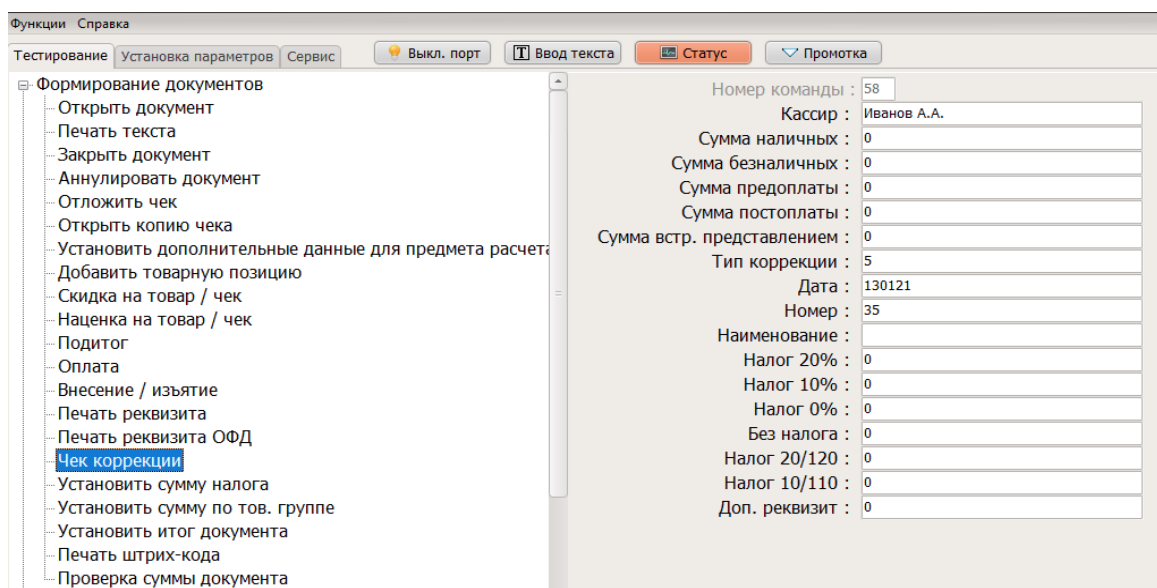 Функции Справка
Тестирование Установка параметров Сервис Выкл. порт Ввод текста Статус Промотка
Формирование документов
Открыть документ
Печать текста
Закрыть документ
Аннулировать документ
Отложить чек
Открыть копию чека
Установить дополнительные данные для предмета расчета
Добавить товарную позицию
Скидка на товар / чек
Наценка на товар / чек
Подитог
Оплата
Внесение / изъятие
Печать реквизита
Печать реквизита ОФД
Чек коррекции
Установить сумму налога
Установить сумму по тов. группе
Установить итог документа
Печать штрих-кода
Проверка суммы документа
Номер команды : 58
Кассир : Иванов А.А.
Сумма наличных : 0
Сумма безналичных : 0
Сумма предоплаты : 0
Сумма постоплаты : 0
Сумма встр. представлением : 0
Тип коррекции : 5
Дата : 130121
Номер : 35
Наименование :
Налог 20% : 0
Налог 10% : 0
Налог 0% : 0
Без налога : 0
Налог 20/120 : 0
Налог 10/110 : 0
Доп. реквизит : 0